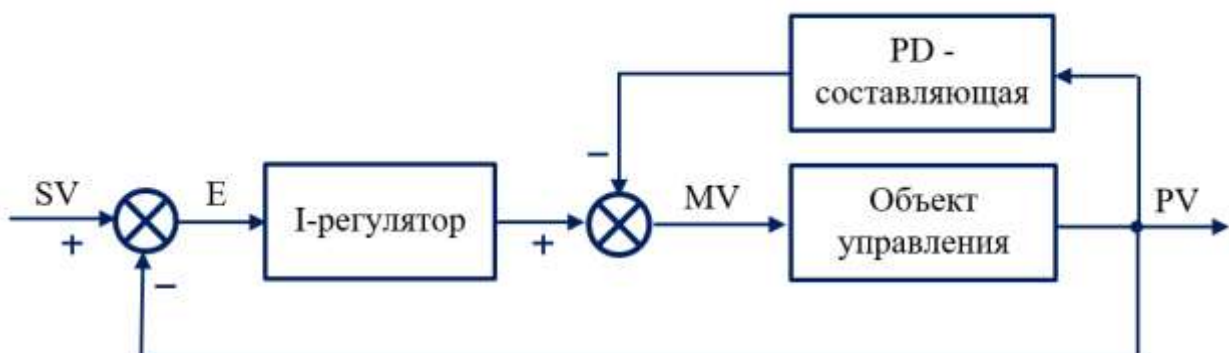 PD -
составляющая
−
SV
E
I-регулятор
MV
Объект
управления
PV
+
+
−